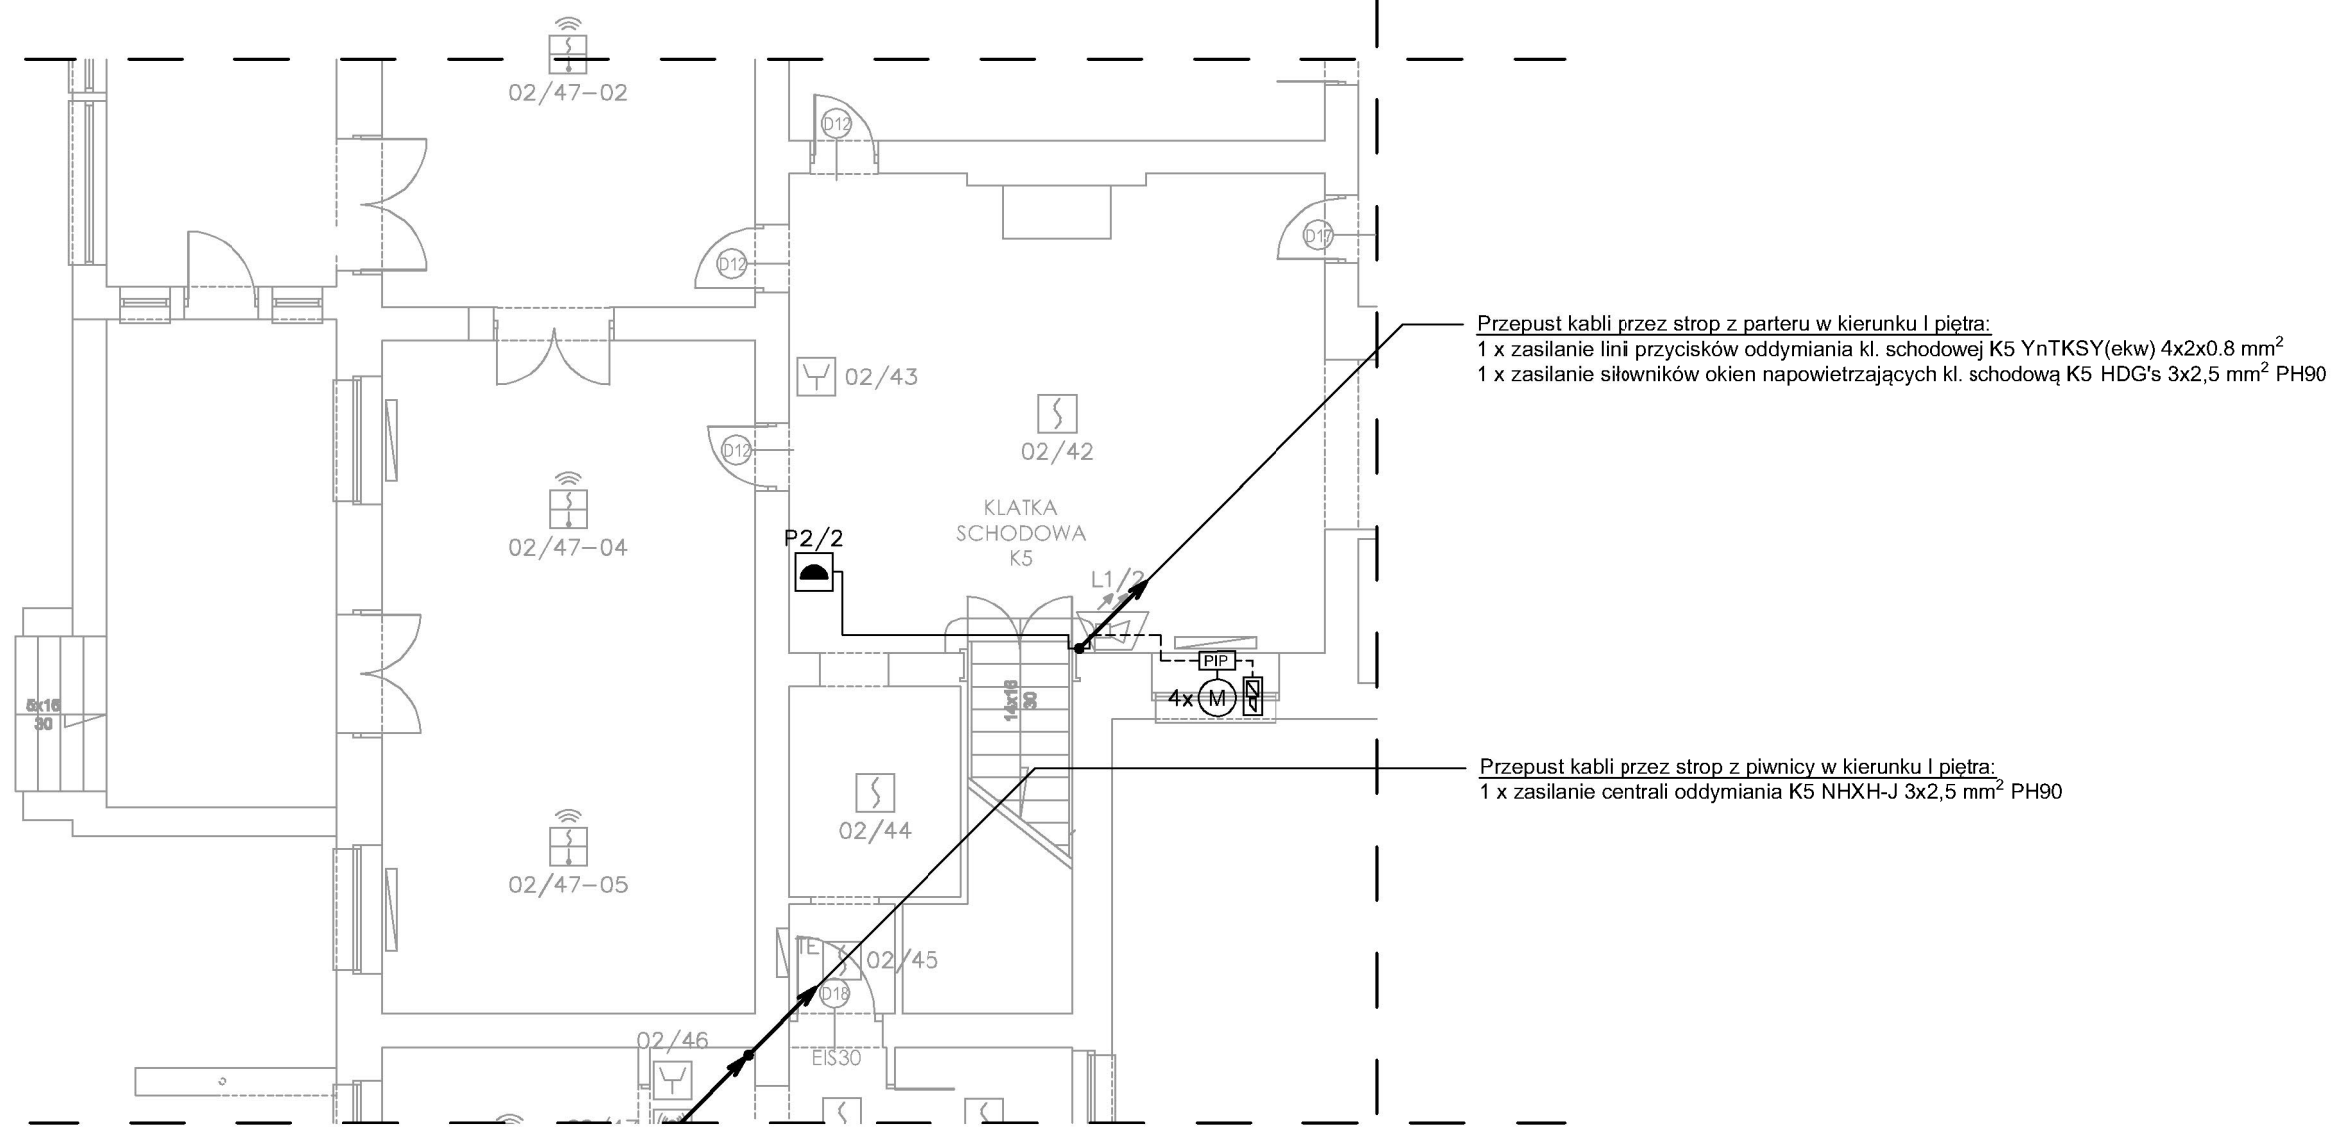 02/47-02
D12
D12
D17
Przepust kabli przez strop z parteru w kierunku I piętra:
1 x zasilanie lini przycisków oddymiania kl. schodowej K5 YnTKSY(ekw) 4x2x0.8 mm²
1 x zasilanie siłowników okien napowietrzających kl. schodową K5 HDG's 3x2,5 mm² PH90
02/43
02/42
D12
KLATKA
SCHODOWA
K5
02/47-04
P2/2
L1/2
PIP
4x M
14x16
30
5x16
30
Przepust kabli przez strop z piwnicy w kierunku I piętra:
1 x zasilanie centrali oddymiania K5 NHXH-J 3x2,5 mm² PH90
02/44
02/47-05
TE
02/45
D18
02/46
EIS30